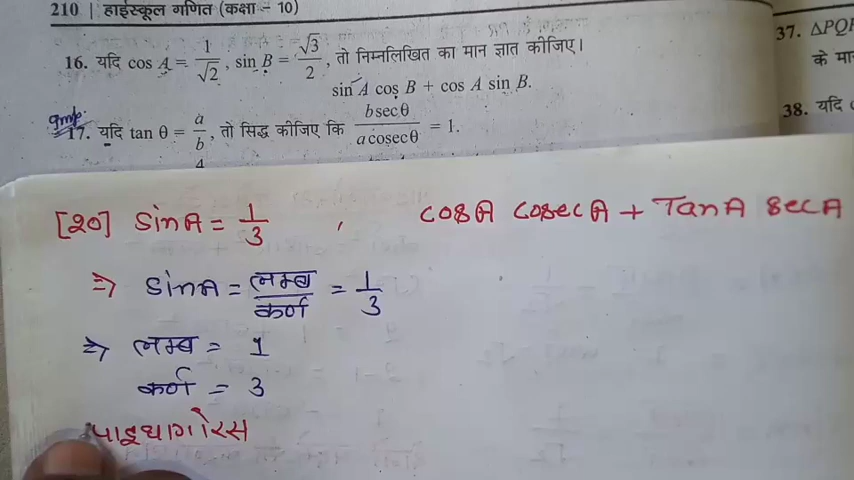 210 | हाईस्कूल गणित (कक्षा – 10)
16. यदि cos A = 1/√2, sin B = √3/2, तो निम्नलिखित का मान ज्ञात कीजिए।
sin A cos B + cos A sin B.
Imp.
17. यदि tan θ = a/b, तो सिद्ध कीजिए कि b secθ / a cosecθ = 1.
37. ΔPQR
के मान
38. यदि
[20] sinA = 1/3 , cosA cosecA + TanA secA
⇒ sinA = लम्ब/कर्ण = 1/3
⇒ लम्ब = 1
कर्ण = 3
पाइथागोरस